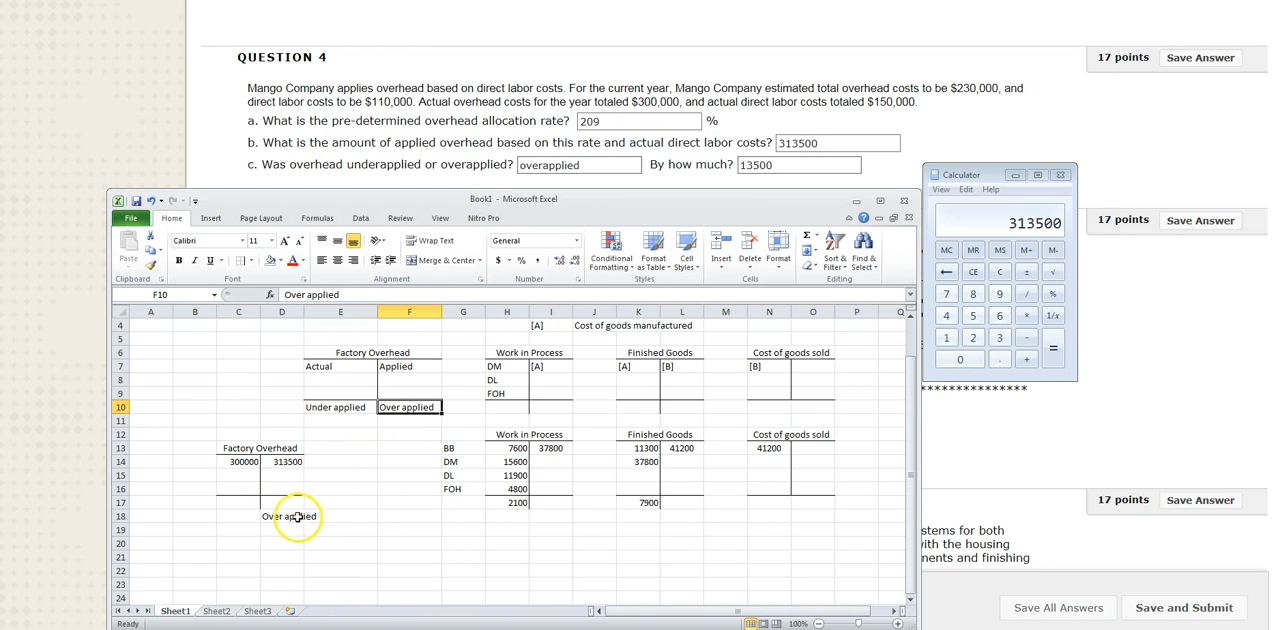 QUESTION 4
17 points Save Answer
Mango Company applies overhead based on direct labor costs. For the current year, Mango Company estimated total overhead costs to be $230,000, and
direct labor costs to be $110,000. Actual overhead costs for the year totaled $300,000, and actual direct labor costs totaled $150,000.
a. What is the pre-determined overhead allocation rate? 209 %
b. What is the amount of applied overhead based on this rate and actual direct labor costs? 313500
c. Was overhead underapplied or overapplied? overapplied By how much? 13500
Book1 - Microsoft Excel
File Home Insert Page Layout Formulas Data Review View Nitro Pro
Paste
Calibri 11 A A
Wrap Text
General
B I U
Merge & Center
$ % ,
Conditional Formatting
Format as Table
Cell Styles
Insert Delete Format
Sort & Filter
Find & Select
Clipboard Font Alignment Number Styles Cells Editing
F10 fx Over applied
A B C D E F G H I J K L M N O P Q
4 [A] Cost of goods manufactured
5
6 Factory Overhead Work in Process Finished Goods Cost of goods sold
7 Actual Applied DM [A] [A] [B] [B]
8 DL
9 FOH
10 Under applied Over applied
11
12 Work in Process Finished Goods Cost of goods sold
13 Factory Overhead BB 7600 37800 11300 41200 41200
14 300000 313500 DM 15600 37800
15 DL 11900
16 FOH 4800
17 2100 7900
18 Over applied
19
20
21
22
23
24
Sheet1 Sheet2 Sheet3
Ready 100%
Calculator
View Edit Help
313500
MC MR MS M+ M-
← CE C ± √
7 8 9 / %
4 5 6 * 1/x
1 2 3 - =
0 . +
17 points Save Answer
***************
17 points Save Answer
stems for both
with the housing
nents and finishing
Save All Answers Save and Submit